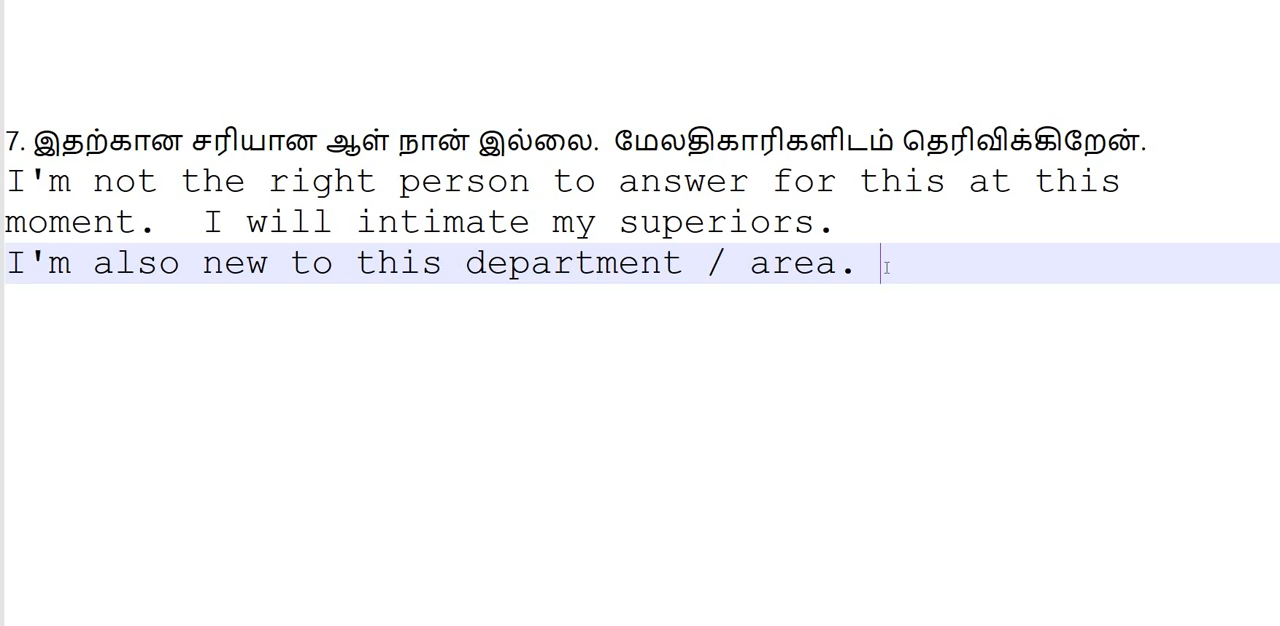 7. இதற்கான சரியான ஆள் நான் இல்லை.  மேலதிகாரிகளிடம் தெரிவிக்கிறேன்.
I'm not the right person to answer for this at this
moment.  I will intimate my superiors.
I'm also new to this department / area.